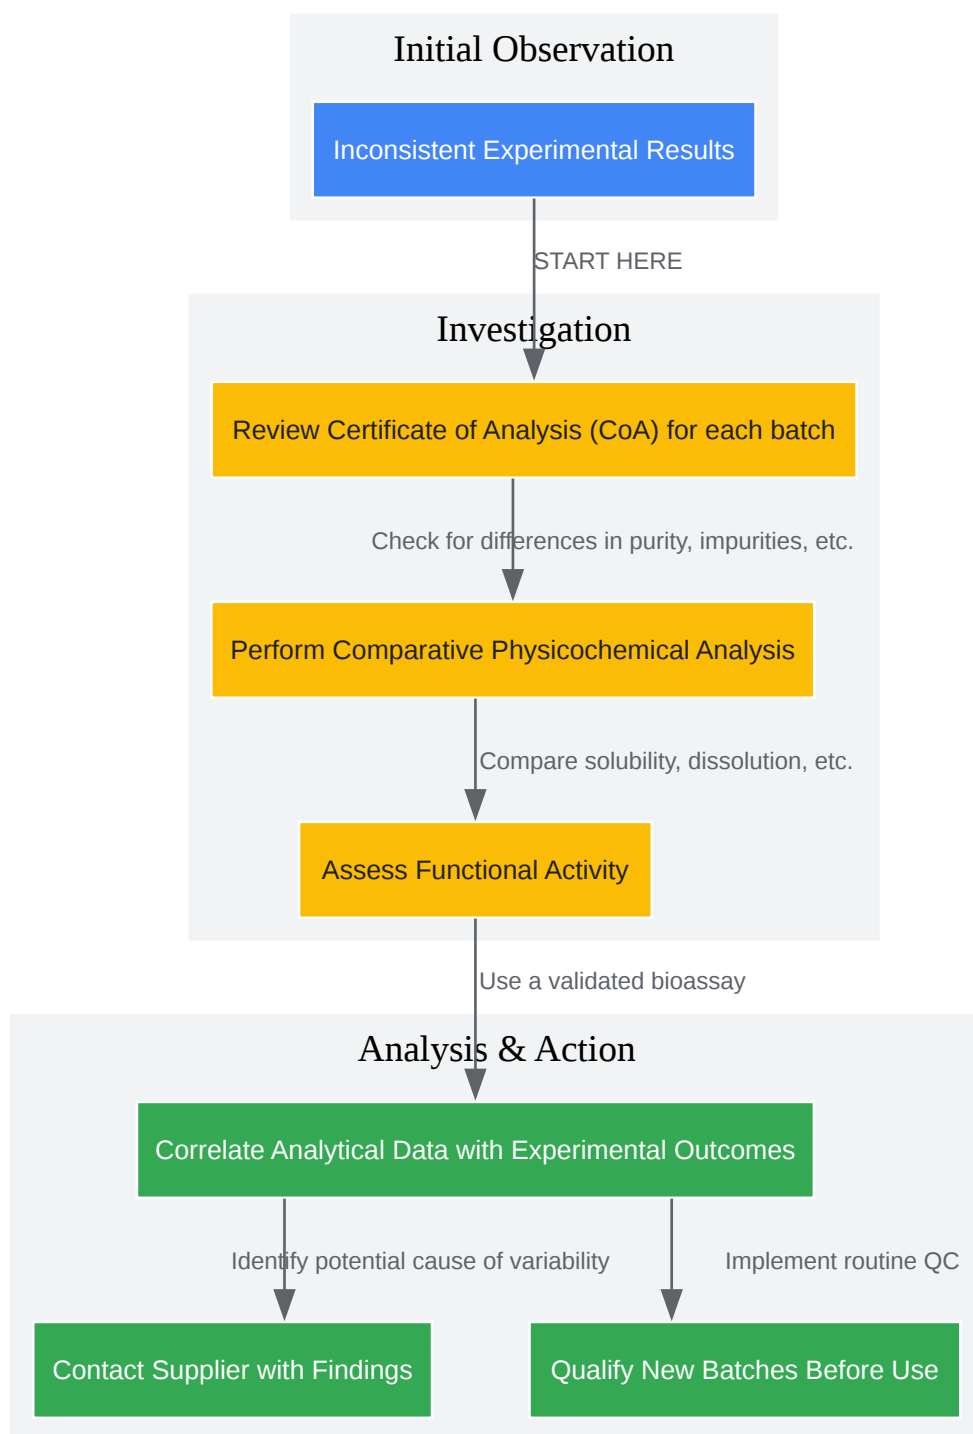 Initial Observation
Inconsistent Experimental Results
START HERE
Investigation
Review Certificate of Analysis (CoA) for each batch
Check for differences in purity, impurities, etc.
Perform Comparative Physicochemical Analysis
Compare solubility, dissolution, etc.
Assess Functional Activity
Use a validated bioassay
Analysis & Action
Correlate Analytical Data with Experimental Outcomes
Identify potential cause of variability
Implement routine QC
Contact Supplier with Findings
Qualify New Batches Before Use